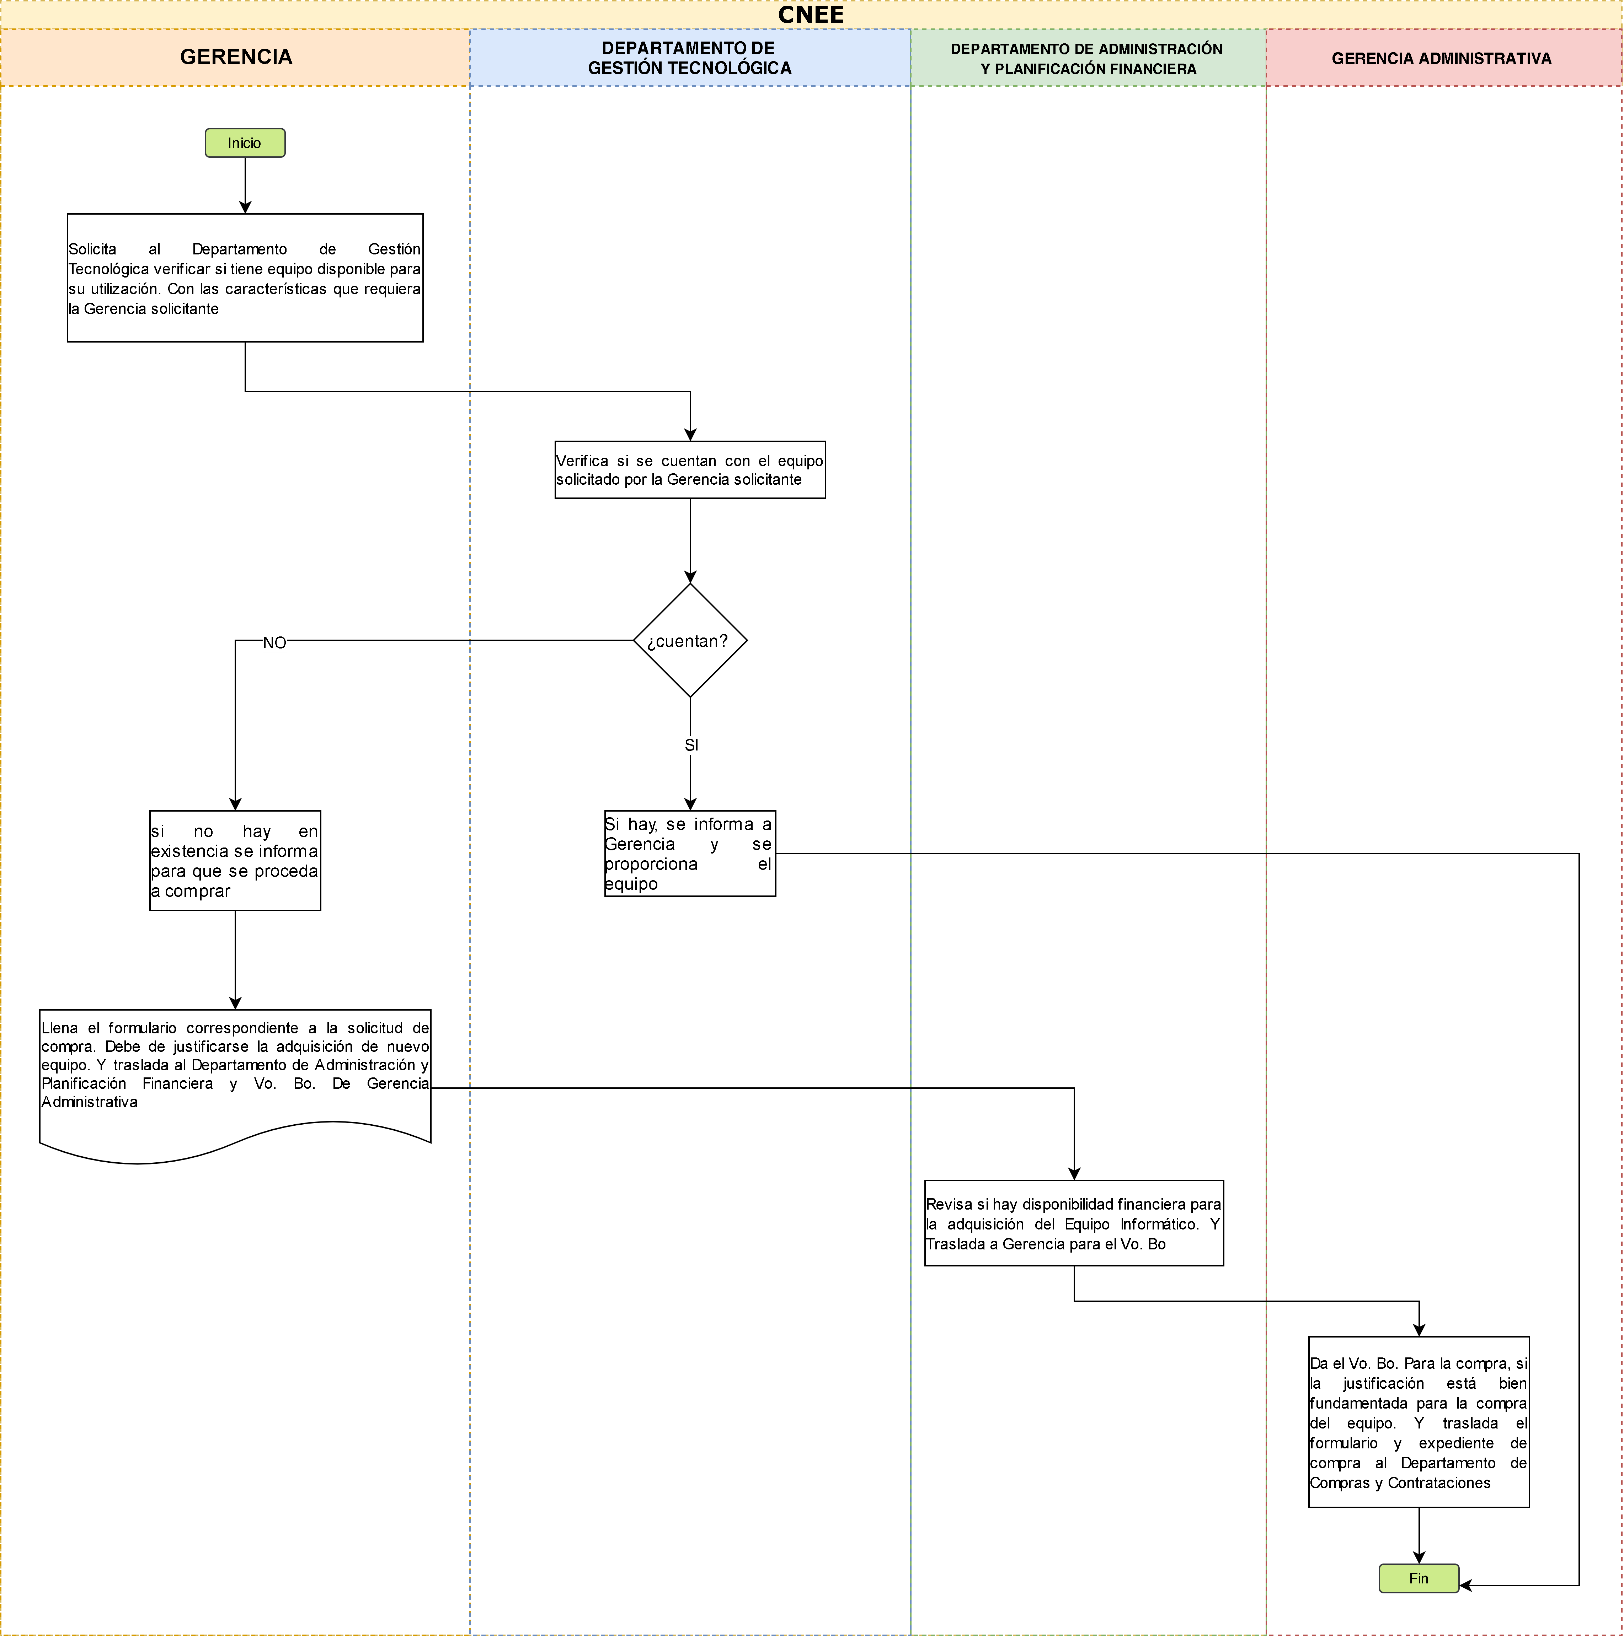 CNEE
GERENCIA
DEPARTAMENTO DE
GESTIÓN TECNOLÓGICA
DEPARTAMENTO DE ADMINISTRACIÓN
Y PLANIFICACIÓN FINANCIERA
GERENCIA ADMINISTRATIVA
Inicio
Solicita al Departamento de Gestión
Tecnológica verificar si tiene equipo disponible para
su utilización. Con las características que requiera
la Gerencia solicitante
Verifica si se cuentan con el equipo
solicitado por la Gerencia solicitante
¿cuentan?
NO
SI
si no hay en
existencia se informa
para que se proceda
a comprar
Si hay, se informa a
Gerencia y se
proporciona el
equipo
Llena el formulario correspondiente a la solicitud de
compra. Debe de justificarse la adquisición de nuevo
equipo. Y traslada al Departamento de Administración y
Planificación Financiera y Vo. Bo. De Gerencia
Administrativa
Revisa si hay disponibilidad financiera para
la adquisición del Equipo Informático. Y
Traslada a Gerencia para el Vo. Bo
Da el Vo. Bo. Para la compra, si
la justificación está bien
fundamentada para la compra
del equipo. Y traslada el
formulario y expediente de
compra al Departamento de
Compras y Contrataciones
Fin